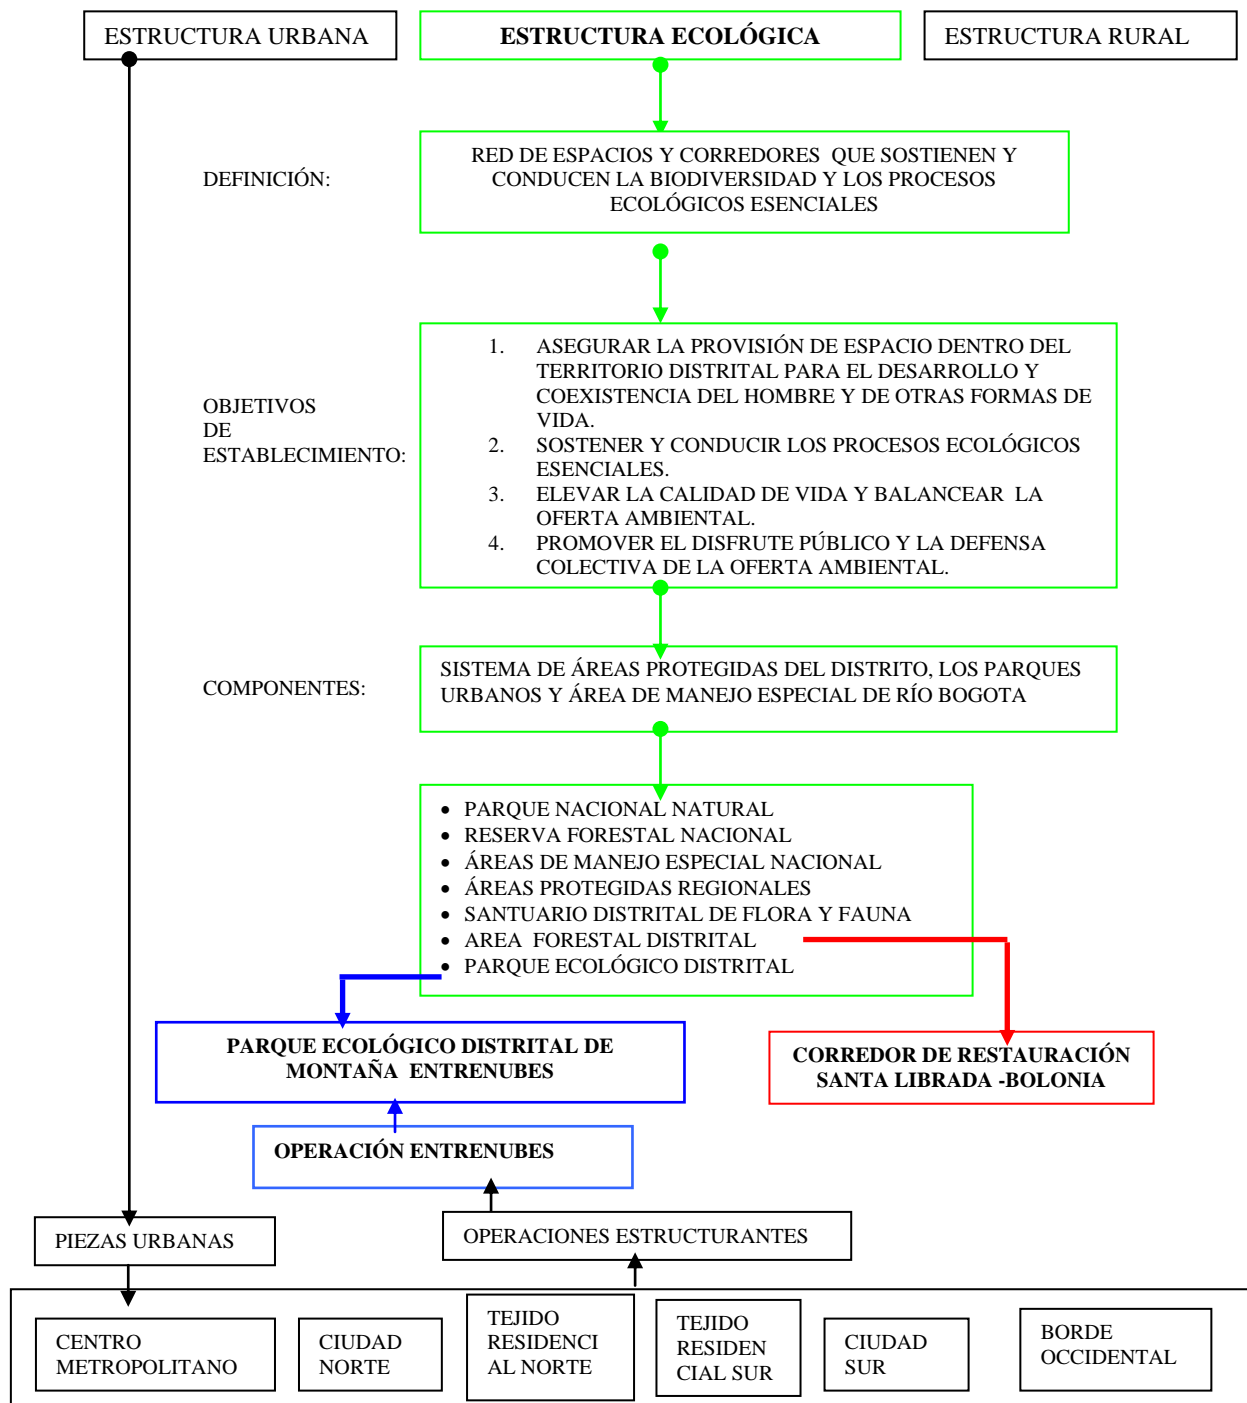 ESTRUCTURA URBANA
ESTRUCTURA ECOLÓGICA
ESTRUCTURA RURAL
DEFINICIÓN:
RED DE ESPACIOS Y CORREDORES QUE SOSTIENEN Y
CONDUCEN LA BIODIVERSIDAD Y LOS PROCESOS
ECOLÓGICOS ESENCIALES
OBJETIVOS
DE
ESTABLECIMIENTO:
1. ASEGURAR LA PROVISIÓN DE ESPACIO DENTRO DEL
TERRITORIO DISTRITAL PARA EL DESARROLLO Y
COEXISTENCIA DEL HOMBRE Y DE OTRAS FORMAS DE
VIDA.
2. SOSTENER Y CONDUCIR LOS PROCESOS ECOLÓGICOS
ESENCIALES.
3. ELEVAR LA CALIDAD DE VIDA Y BALANCEAR LA
OFERTA AMBIENTAL.
4. PROMOVER EL DISFRUTE PÚBLICO Y LA DEFENSA
COLECTIVA DE LA OFERTA AMBIENTAL.
COMPONENTES:
SISTEMA DE ÁREAS PROTEGIDAS DEL DISTRITO, LOS PARQUES
URBANOS Y ÁREA DE MANEJO ESPECIAL DE RÍO BOGOTA
• PARQUE NACIONAL NATURAL
• RESERVA FORESTAL NACIONAL
• ÁREAS DE MANEJO ESPECIAL NACIONAL
• ÁREAS PROTEGIDAS REGIONALES
• SANTUARIO DISTRITAL DE FLORA Y FAUNA
• AREA FORESTAL DISTRITAL
• PARQUE ECOLÓGICO DISTRITAL
PARQUE ECOLÓGICO DISTRITAL DE
MONTAÑA ENTRENUBES
CORREDOR DE RESTAURACIÓN
SANTA LIBRADA -BOLONIA
OPERACIÓN ENTRENUBES
PIEZAS URBANAS
OPERACIONES ESTRUCTURANTES
CENTRO
METROPOLITANO
CIUDAD
NORTE
TEJIDO
RESIDENCI
AL NORTE
TEJIDO
RESIDEN
CIAL SUR
CIUDAD
SUR
BORDE
OCCIDENTAL